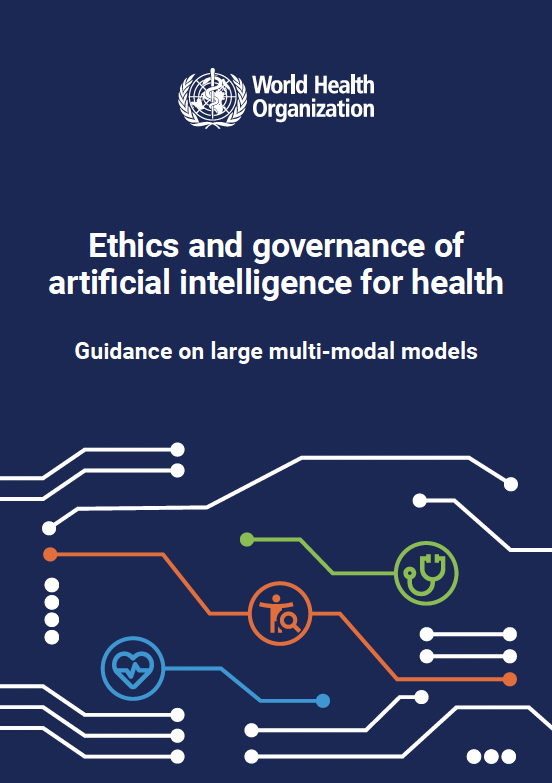 World Health
Organization
Ethics and governance of
artificial intelligence for health
Guidance on large multi-modal models